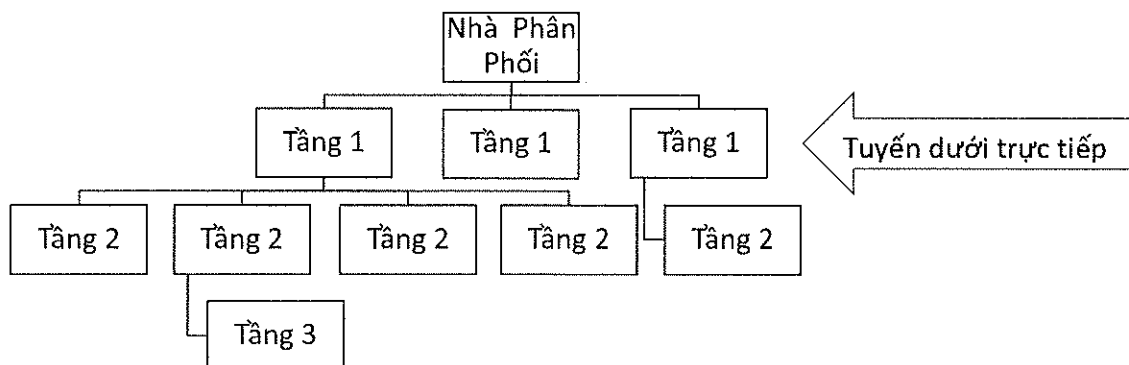 Nhà Phân
Phối
Tầng 1
Tầng 1
Tầng 1
Tuyến dưới trực tiếp
Tầng 2
Tầng 2
Tầng 2
Tầng 2
Tầng 2
Tầng 3